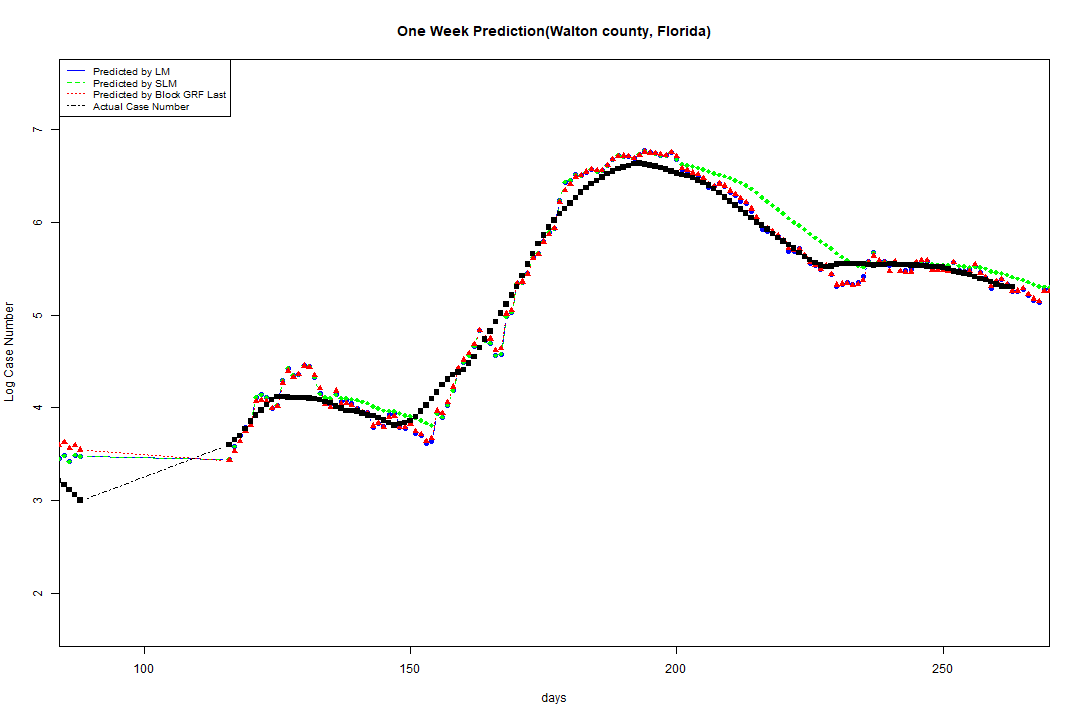 One Week Prediction(Walton county, Florida)
Predicted by LM
Predicted by SLM
Predicted by Block GRF Last
Actual Case Number
Log Case Number
7
6
5
4
3
2
100
150
200
250
days